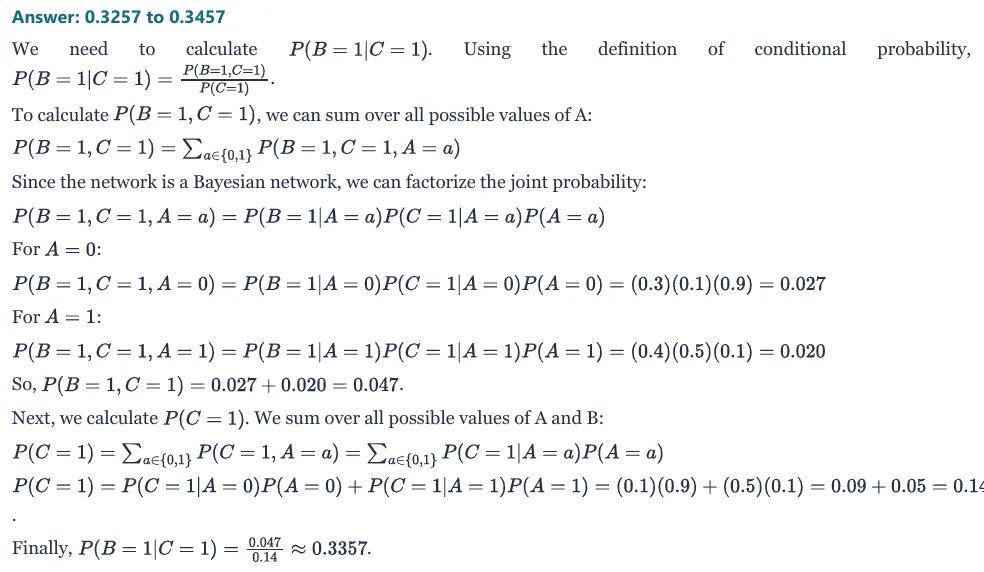 Answer: 0.3257 to 0.3457
We need to calculate P(B = 1|C = 1). Using the definition of conditional probability,
P(B = 1|C = 1) = P(B=1,C=1)/P(C=1).
To calculate P(B = 1, C = 1), we can sum over all possible values of A:
P(B = 1, C = 1) = ∑a∈{0,1} P(B = 1, C = 1, A = a)
Since the network is a Bayesian network, we can factorize the joint probability:
P(B = 1, C = 1, A = a) = P(B = 1|A = a)P(C = 1|A = a)P(A = a)
For A = 0:
P(B = 1, C = 1, A = 0) = P(B = 1|A = 0)P(C = 1|A = 0)P(A = 0) = (0.3)(0.1)(0.9) = 0.027
For A = 1:
P(B = 1, C = 1, A = 1) = P(B = 1|A = 1)P(C = 1|A = 1)P(A = 1) = (0.4)(0.5)(0.1) = 0.020
So, P(B = 1, C = 1) = 0.027 + 0.020 = 0.047.
Next, we calculate P(C = 1). We sum over all possible values of A and B:
P(C = 1) = ∑a∈{0,1} P(C = 1, A = a) = ∑a∈{0,1} P(C = 1|A = a)P(A = a)
P(C = 1) = P(C = 1|A = 0)P(A = 0) + P(C = 1|A = 1)P(A = 1) = (0.1)(0.9) + (0.5)(0.1) = 0.09 + 0.05 = 0.14
.
Finally, P(B = 1|C = 1) = 0.047/0.14 ≈ 0.3357.